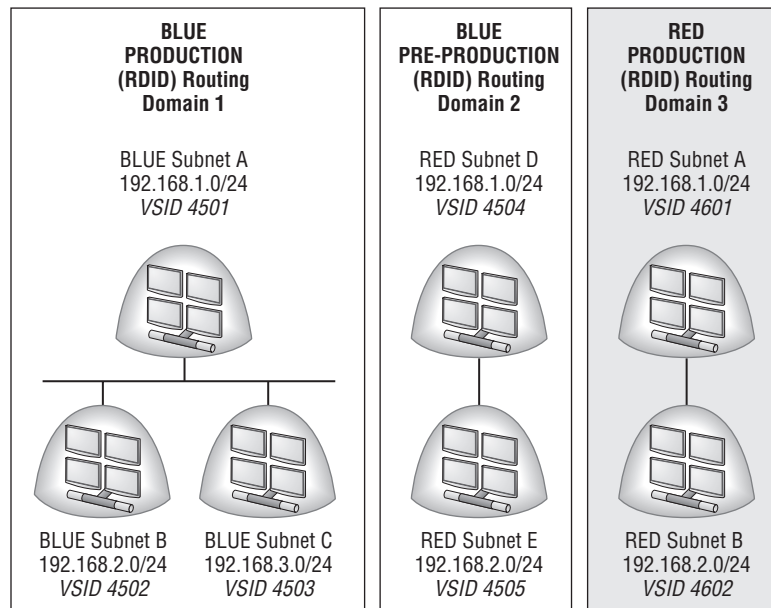 BLUE
PRODUCTION
(RDID) Routing
Domain 1
BLUE Subnet A
192.168.1.0/24
VSID 4501
BLUE Subnet B
192.168.2.0/24
VSID 4502
BLUE Subnet C
192.168.3.0/24
VSID 4503
BLUE
PRE-PRODUCTION
(RDID) Routing
Domain 2
RED Subnet D
192.168.1.0/24
VSID 4504
RED Subnet E
192.168.2.0/24
VSID 4505
RED
PRODUCTION
(RDID) Routing
Domain 3
RED Subnet A
192.168.1.0/24
VSID 4601
RED Subnet B
192.168.2.0/24
VSID 4602